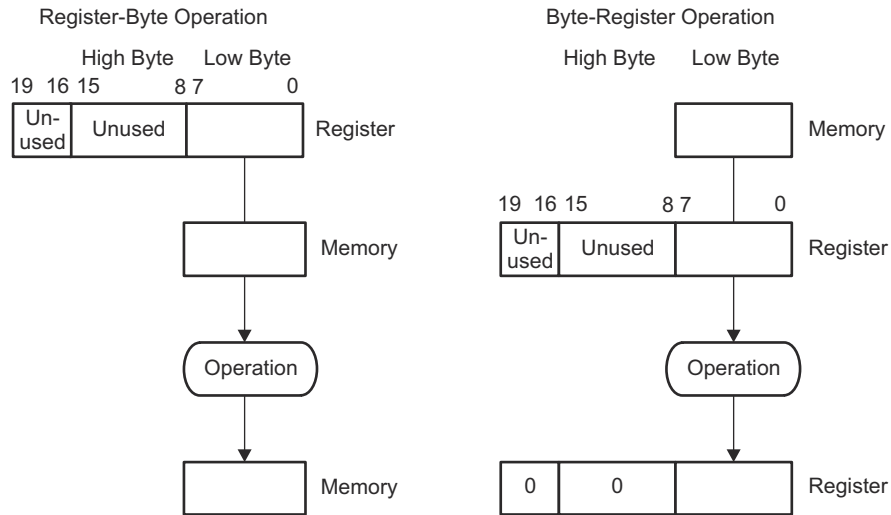 Register-Byte Operation
High Byte Low Byte
19 16 15 8 7 0
Un-
used
Unused
Register
Memory
Operation
Memory
Byte-Register Operation
High Byte Low Byte
Memory
19 16 15 8 7 0
Un-
used
Unused
Register
Operation
0 0 Register